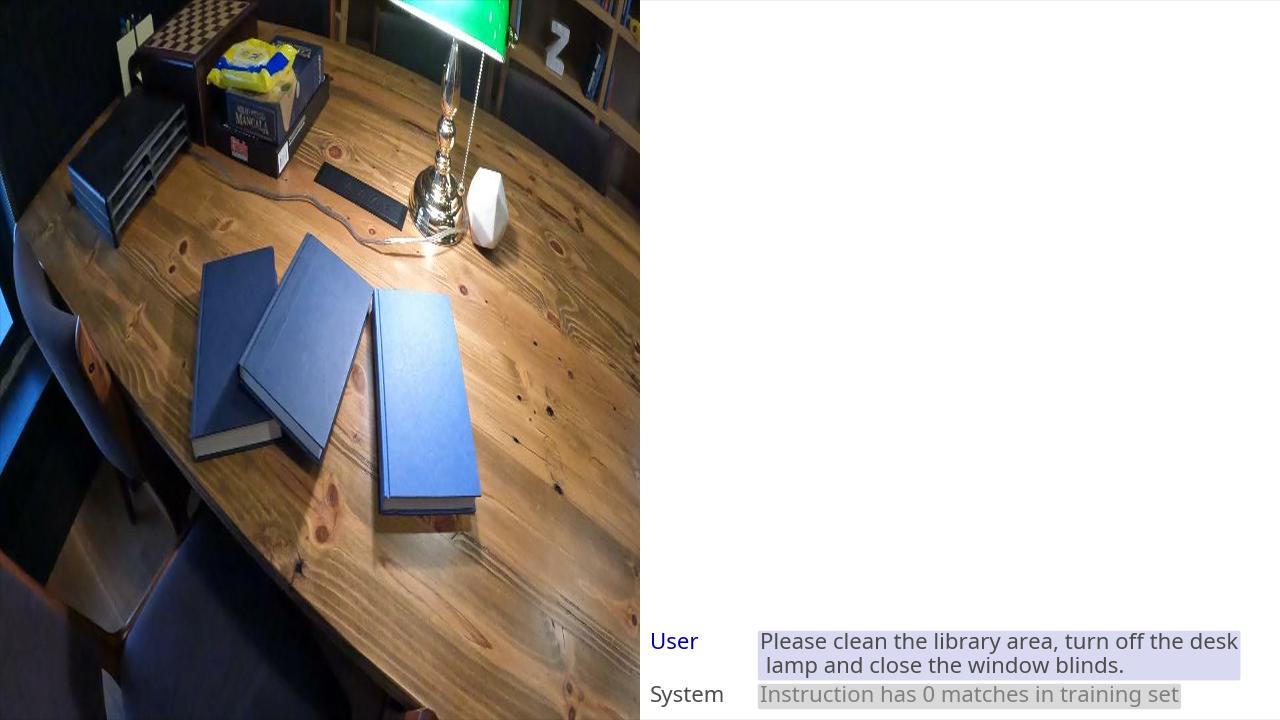 Z
MANCALA
User Please clean the library area, turn off the desk
lamp and close the window blinds.
System Instruction has 0 matches in training set